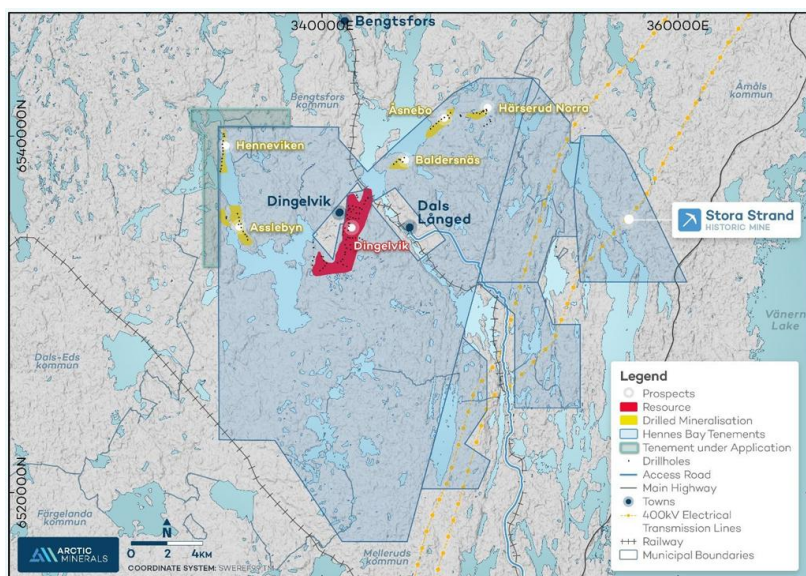 340000E
360000E
Bengtsfors
Bengtsfors
kommun
Åmåls
kommun
Åsnebo
Härserud Norra
6540000N
Henneviken
Baldersnäs
Dingelvik
Dals
Långed
Stora Strand
HISTORIC MINE
Asslebyn
Dingelvik
Vänern
Lake
Dals-Eds
kommun
Legend
Prospects
Resource
Drilled Mineralisation
Hennes Bay Tenements
Tenement under Application
Drillholes
Access Road
Main Highway
Towns
400kV Electrical
Transmission Lines
Railway
Municipal Boundaries
6520000N
Färgelanda
kommun
Melleruds
kommun
ARCTIC
MINERALS
N
0 2 4KM
COORDINATE SYSTEM: SWEREF99TM